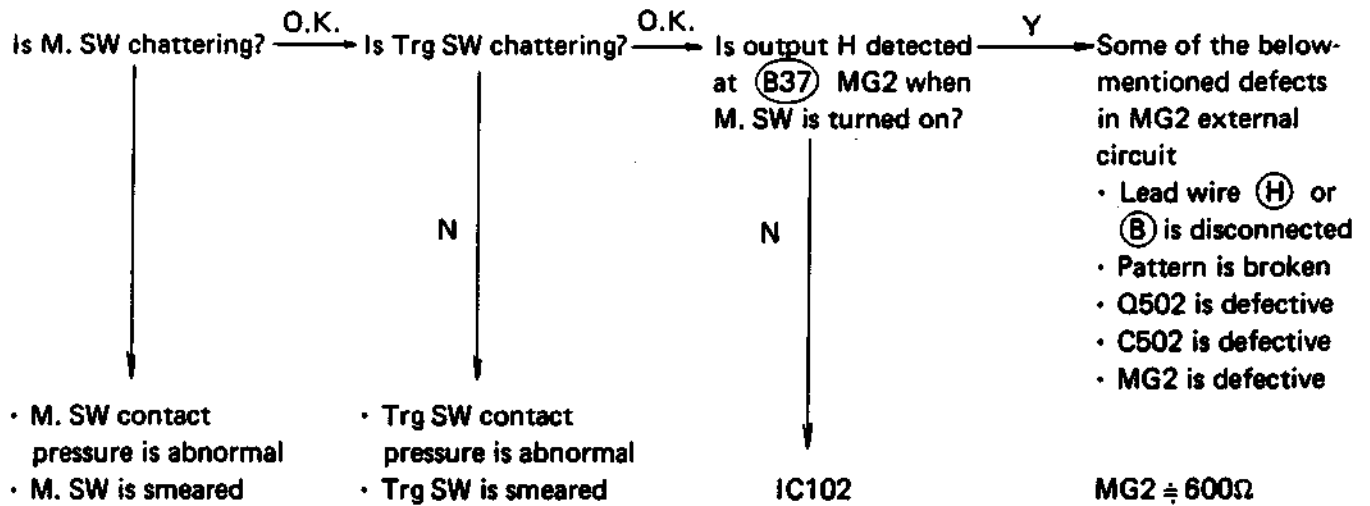 Is M. SW chattering?
O.K.
Is Trg SW chattering?
O.K.
Is output H detected
at B37 MG2 when
M. SW is turned on?
Y
Some of the below-
mentioned defects
in MG2 external
circuit
· Lead wire H or
B is disconnected
· Pattern is broken
· Q502 is defective
· C502 is defective
· MG2 is defective
N
N
· M. SW contact
pressure is abnormal
· M. SW is smeared
· Trg SW contact
pressure is abnormal
· Trg SW is smeared
IC102
MG2 ≑ 600Ω